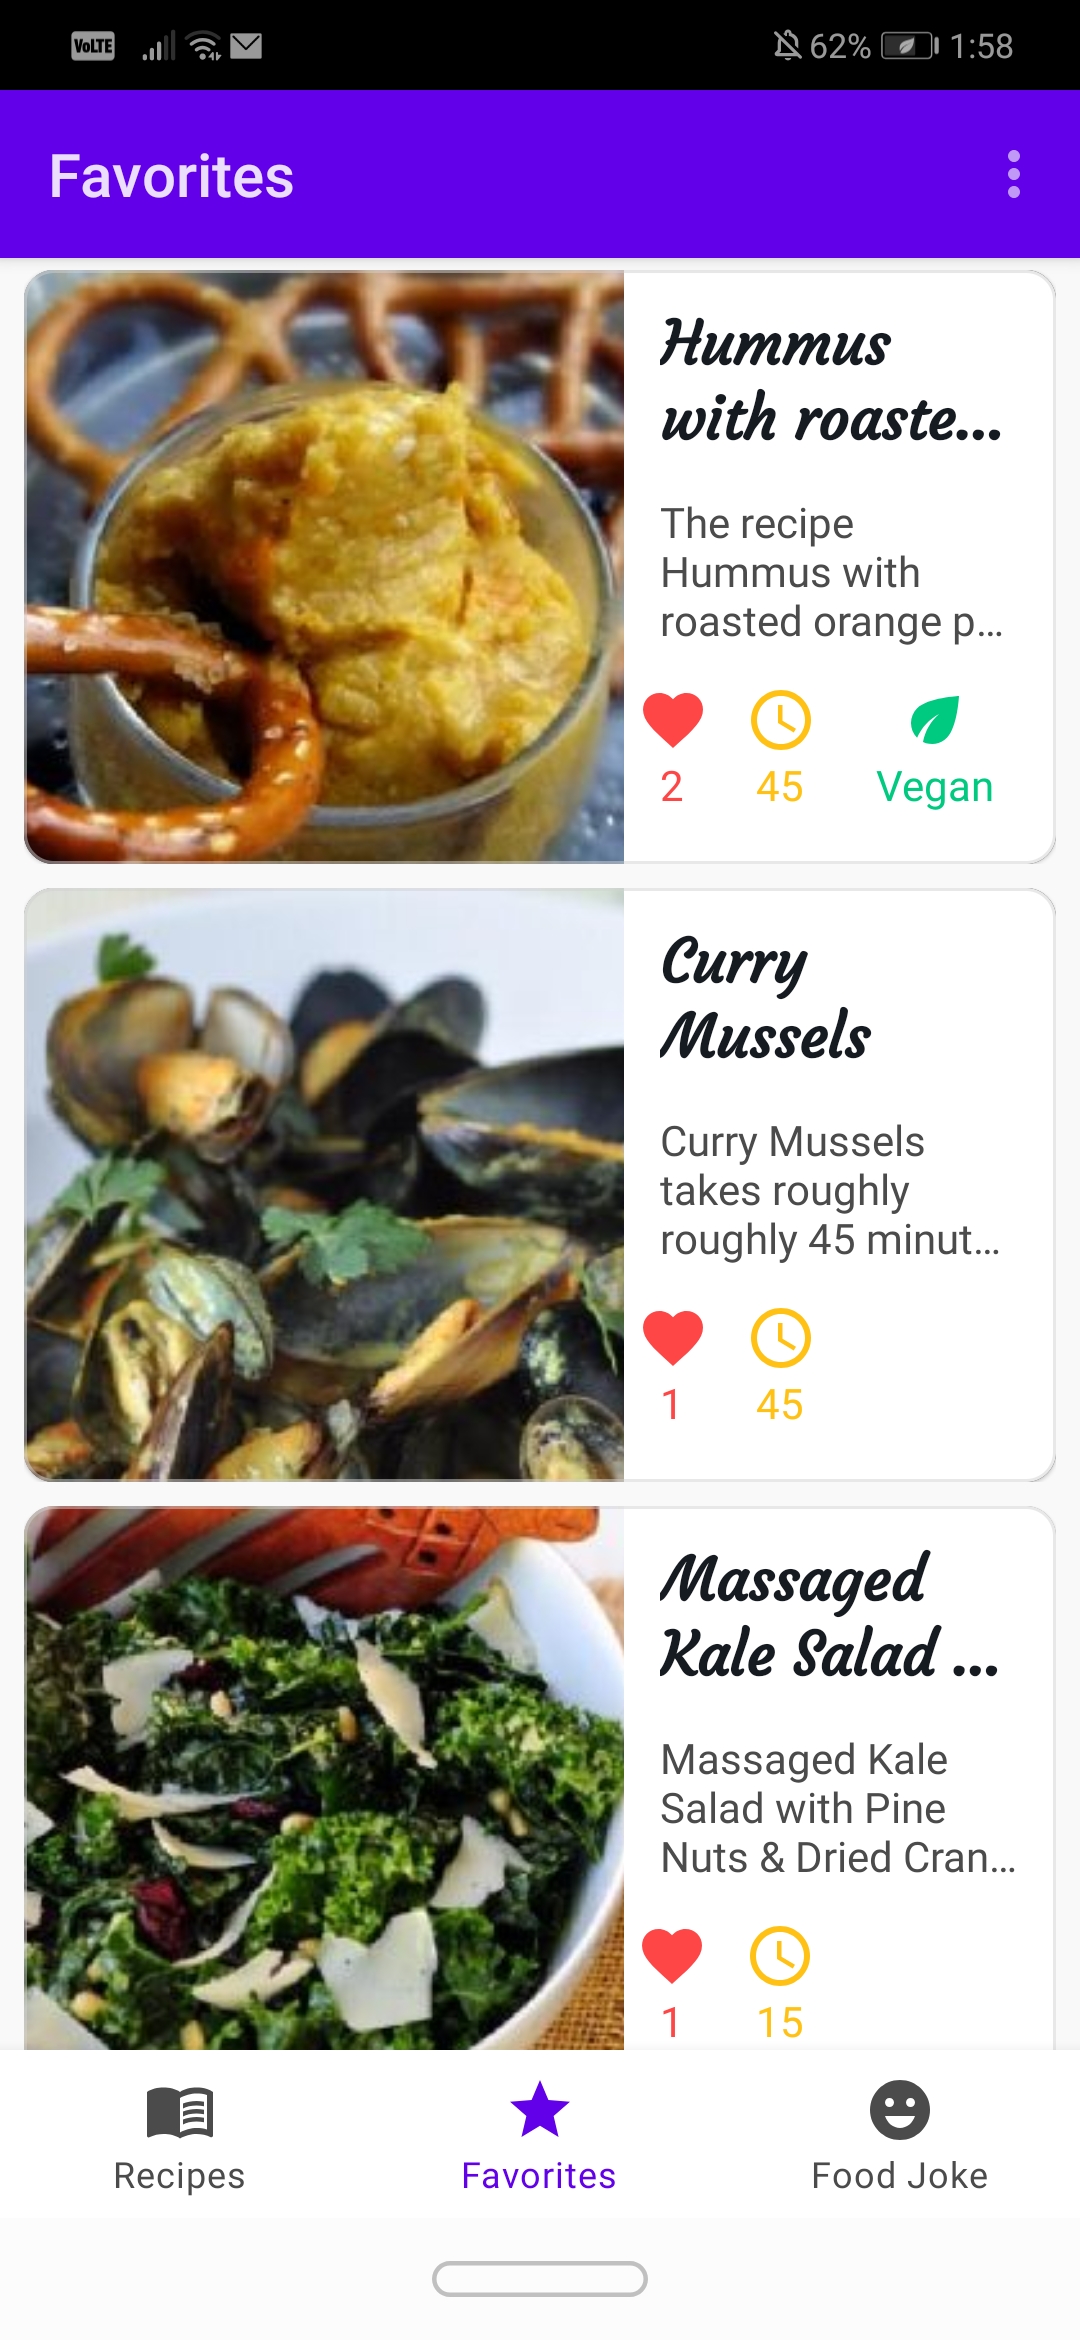 VoLTE 62% 1:58
Favorites
Hummus
with roaste...
The recipe
Hummus with
roasted orange p...
2 45 Vegan
Curry
Mussels
Curry Mussels
takes roughly
roughly 45 minut...
1 45
Massaged
Kale Salad ...
Massaged Kale
Salad with Pine
Nuts & Dried Cran...
1 15
Recipes Favorites Food Joke